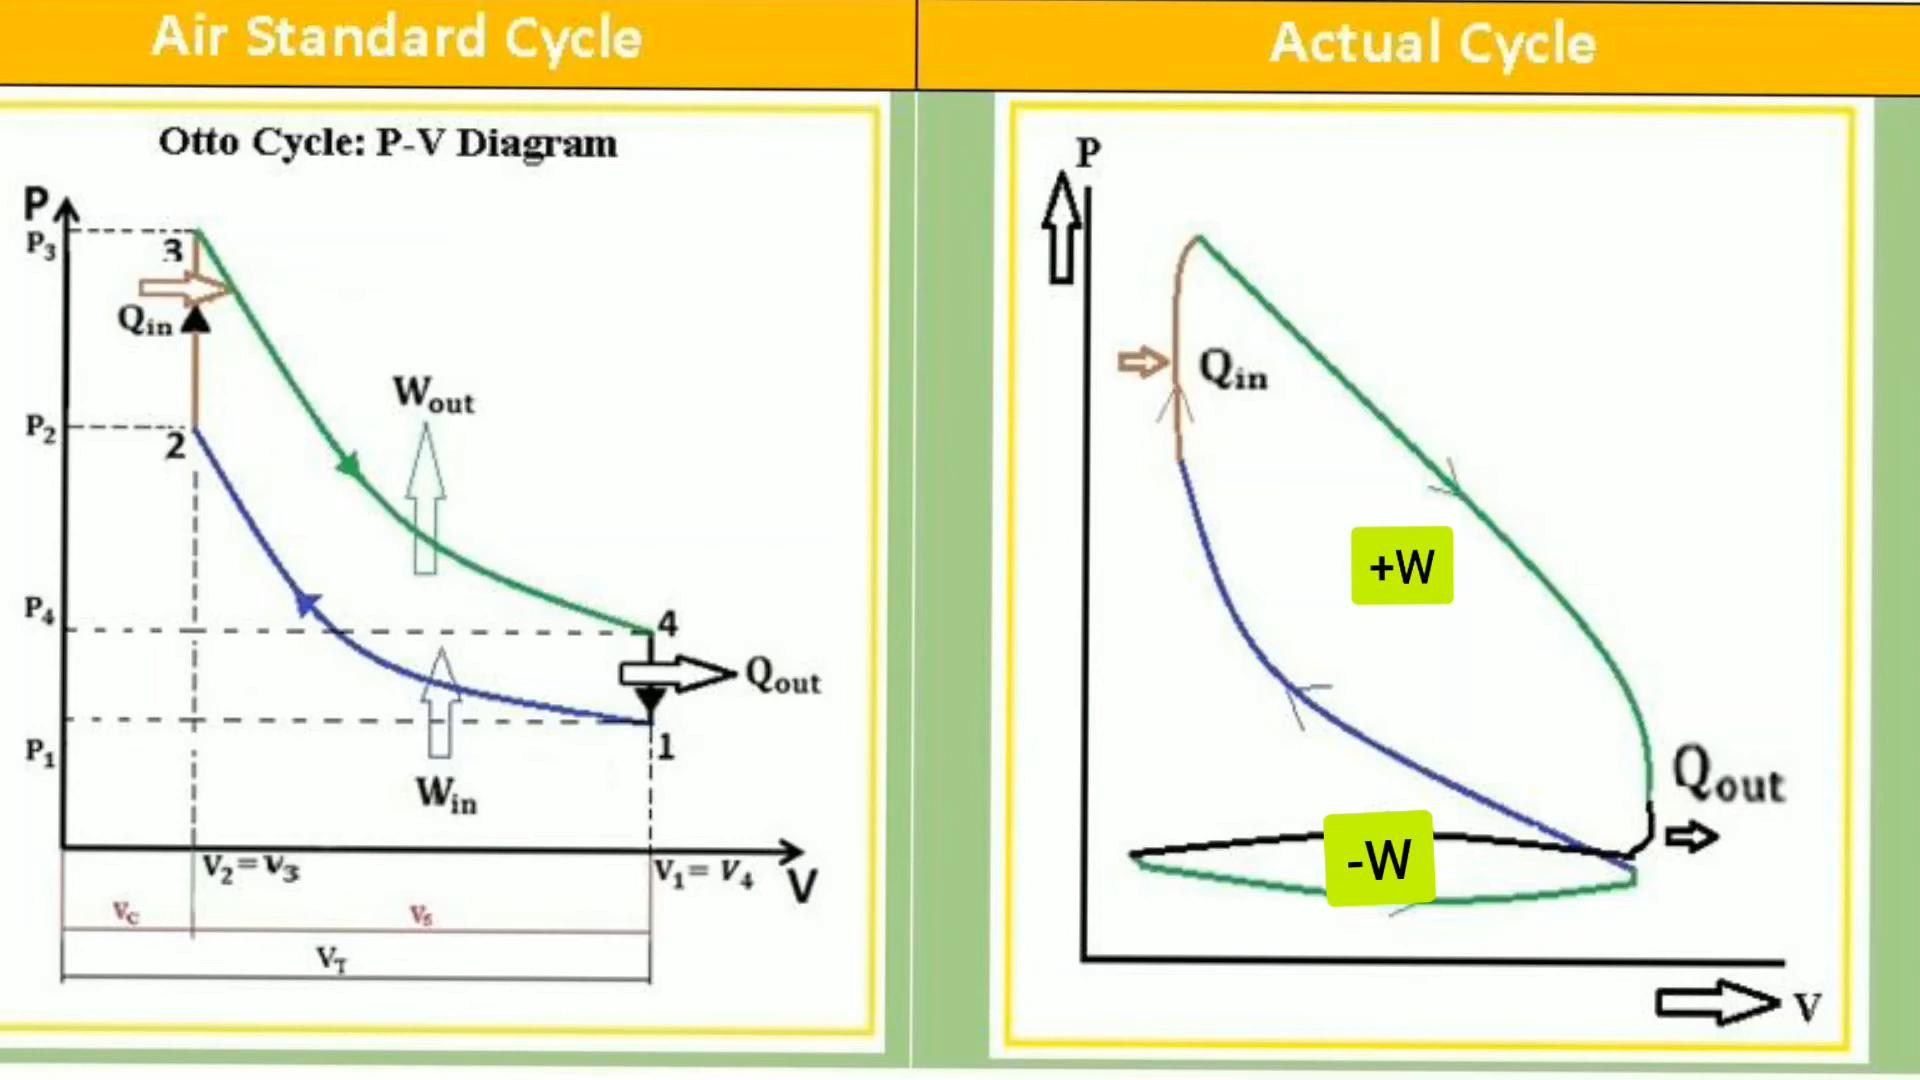 Air Standard Cycle
Actual Cycle
Otto Cycle: P-V Diagram
P
P3
3
Qin
Wout
P2
2
P4
4
Qout
P1
1
Win
V2 = V3
V1 = V4
V
VC
VS
VT
P
Qin
+W
Qout
-W
V